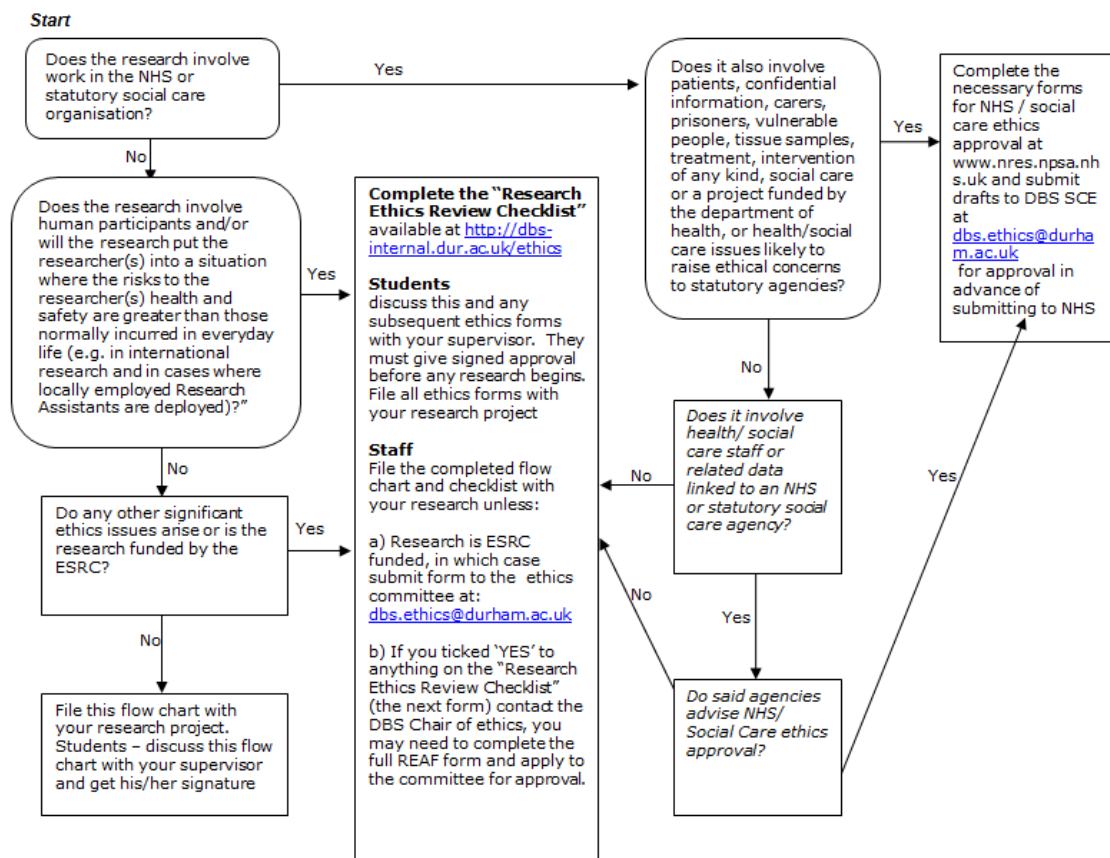 Start
Does the research involve
work in the NHS or
statutory social care
organisation?
Yes
Does it also involve
patients, confidential
information, carers,
prisoners, vulnerable
people, tissue samples,
treatment, intervention
of any kind, social care
or a project funded by
the department of
health, or health/social
care issues likely to
raise ethical concerns
to statutory agencies?
Yes
Complete the
necessary forms
for NHS / social
care ethics
approval at
www.nres.npsa.nh
s.uk and submit
drafts to DBS SCE
at
dbs.ethics@durha
m.ac.uk
for approval in
advance of
submitting to NHS
No
Does the research involve
human participants and/or
will the research put the
researcher(s) into a situation
where the risks to the
researcher(s) health and
safety are greater than those
normally incurred in everyday
life (e.g. in international
research and in cases where
locally employed Research
Assistants are deployed)?”
Yes
Complete the “Research
Ethics Review Checklist”
available at http://dbs-
internal.dur.ac.uk/ethics
Students
discuss this and any
subsequent ethics forms
with your supervisor. They
must give signed approval
before any research begins.
File all ethics forms with
your research project
Staff
File the completed flow
chart and checklist with
your research unless:
a) Research is ESRC
funded, in which case
submit form to the ethics
committee at:
dbs.ethics@durham.ac.uk
b) If you ticked ‘YES’ to
anything on the “Research
Ethics Review Checklist”
(the next form) contact the
DBS Chair of ethics, you
may need to complete the
full REAF form and apply to
the committee for approval.
No
Does it involve
health/ social
care staff or
related data
linked to an NHS
or statutory social
care agency?
No
Yes
No
Do any other significant
ethics issues arise or is the
research funded by the
ESRC?
Yes
No
Yes
Do said agencies
advise NHS/
Social Care ethics
approval?
No
File this flow chart with
your research project.
Students – discuss this flow
chart with your supervisor
and get his/her signature